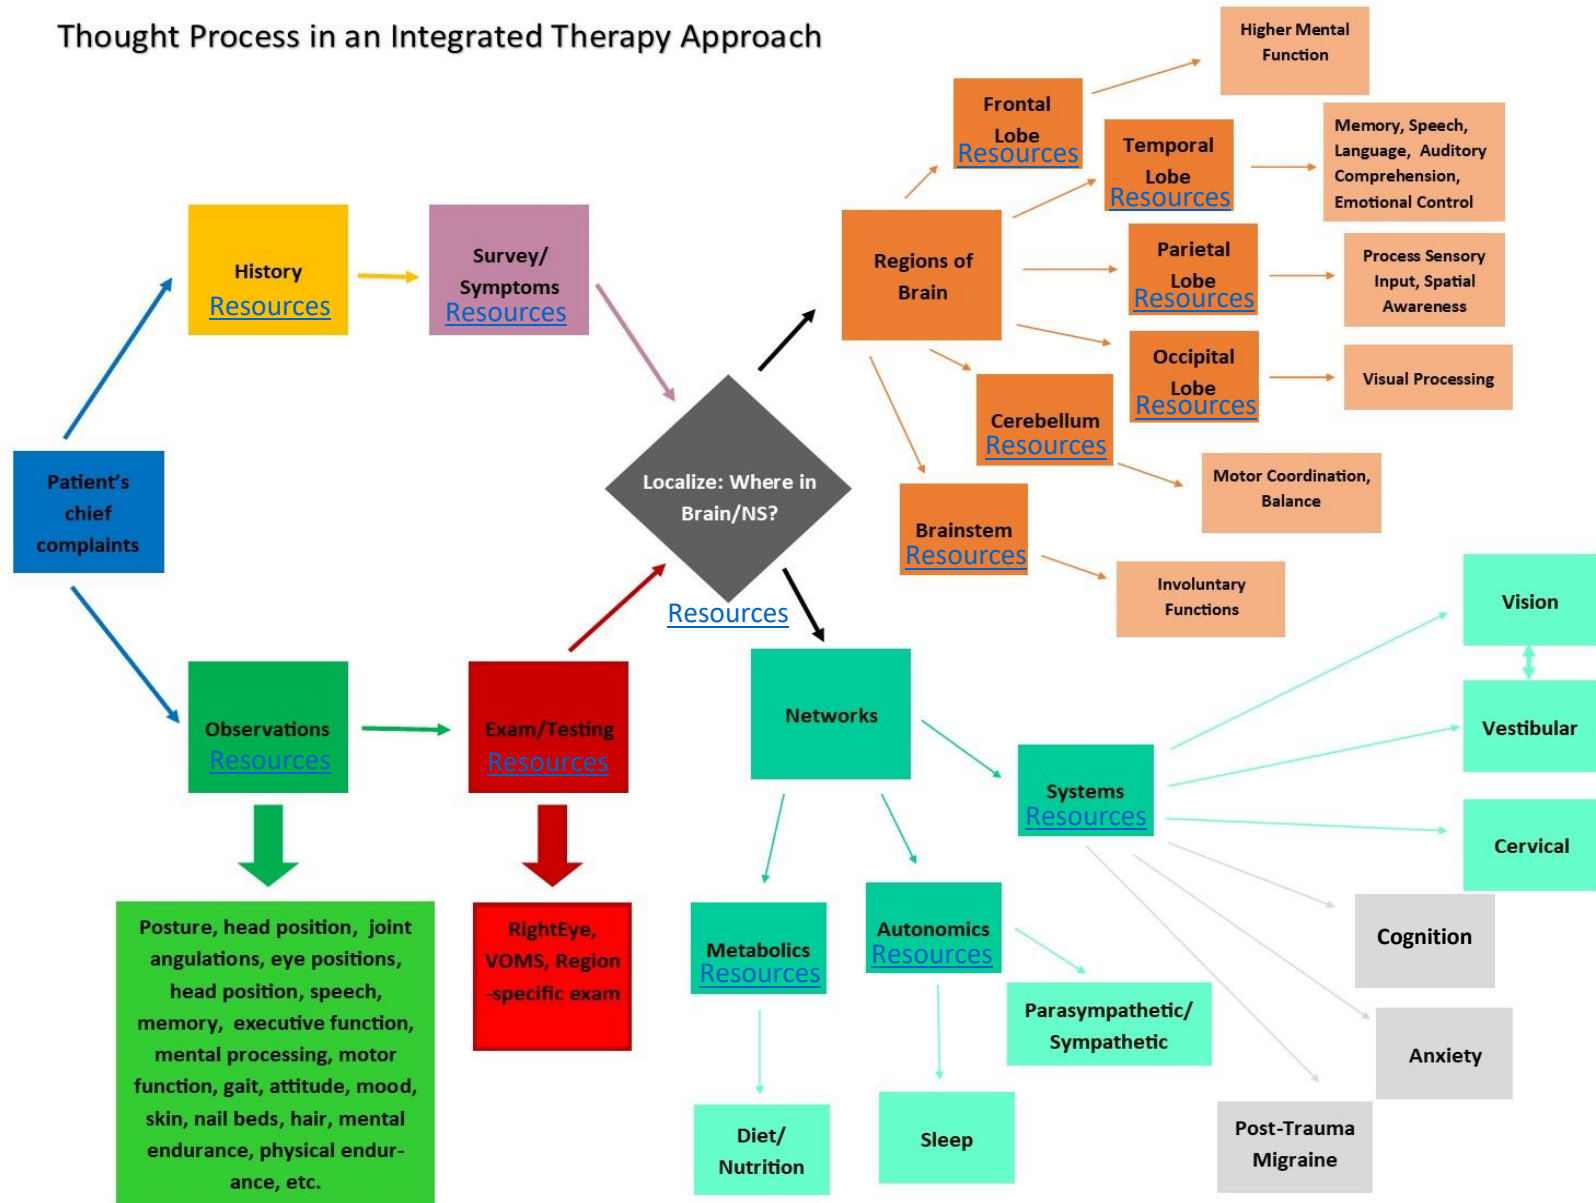 Thought Process in an Integrated Therapy Approach
Patient's
chief
complaints
History
Resources
Survey/
Symptoms
Resources
Observations
Resources
Exam/Testing
Resources
Posture, head position, joint
angulations, eye positions,
head position, speech,
memory, executive function,
mental processing, motor
function, gait, attitude, mood,
skin, nail beds, hair, mental
endurance, physical endur-
ance, etc.
RightEye,
VOMS, Region
-specific exam
Localize: Where in
Brain/NS?
Resources
Regions of
Brain
Frontal
Lobe
Resources
Higher Mental
Function
Temporal
Lobe
Resources
Memory, Speech,
Language, Auditory
Comprehension,
Emotional Control
Parietal
Lobe
Resources
Process Sensory
Input, Spatial
Awareness
Occipital
Lobe
Resources
Visual Processing
Cerebellum
Resources
Motor Coordination,
Balance
Brainstem
Resources
Involuntary
Functions
Networks
Metabolics
Resources
Diet/
Nutrition
Autonomics
Resources
Parasympathetic/
Sympathetic
Sleep
Systems
Resources
Vision
Vestibular
Cervical
Cognition
Anxiety
Post-Trauma
Migraine